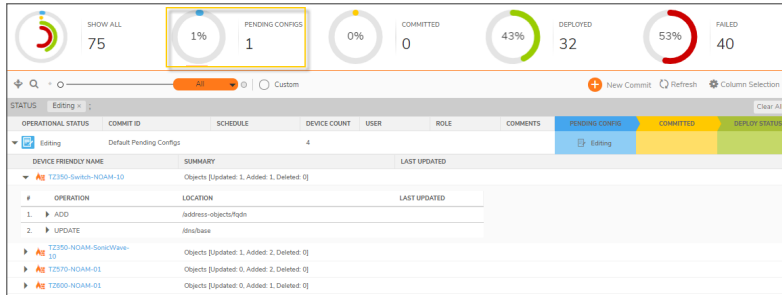 SHOW ALL
75
1%
PENDING CONFIGS
1
0%
COMMITTED
0
43%
DEPLOYED
32
53%
FAILED
40
All
Custom
New Commit
Refresh
Column Selection
STATUS
Editing ×
Clear Al
OPERATIONAL STATUS COMMIT ID SCHEDULE DEVICE COUNT USER ROLE COMMENTS PENDING CONFIG COMMITTED DEPLOY STATUS
Editing Default Pending Configs 4 Editing
DEVICE FRIENDLY NAME SUMMARY LAST UPDATED
TZ350-Switch-NOAM-10 Objects [Updated: 1, Added: 1, Deleted: 0]
# OPERATION LOCATION LAST UPDATED
1. ADD /address-objects/fqdn
2. UPDATE /dns/base
TZ350-NOAM-SonicWave-
10 Objects [Updated: 1, Added: 2, Deleted: 0]
TZ570-NOAM-01 Objects [Updated: 0, Added: 2, Deleted: 0]
TZ600-NOAM-01 Objects [Updated: 0, Added: 1, Deleted: 0]